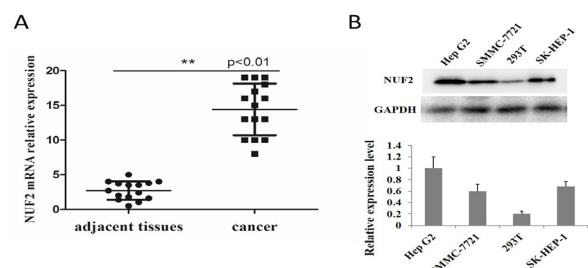 A
** p<0.01
NUF2 mRNA relative expression
20
15
10
5
0
adjacent tissues cancer
B
Hep G2 SMMC-7721 293T SK-HEP-1
NUF2
GAPDH
Relative expression level
1.4
1.2
1
0.8
0.6
0.4
0.2
0
Hep G2 SMMC-7721 293T SK-HEP-1